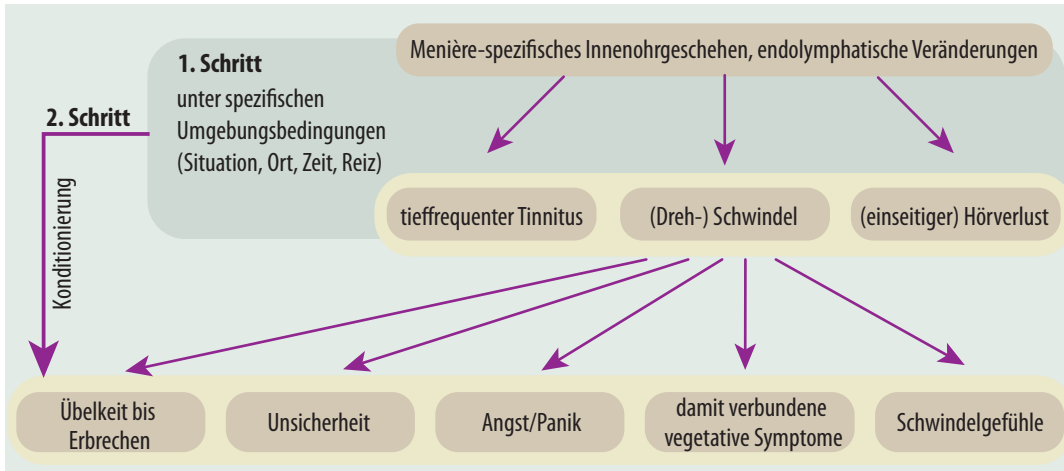 Menière-spezifisches Innenohrgeschehen, endolymphatische Veränderungen
1. Schritt
unter spezifischen
Umgebungsbedingungen
(Situation, Ort, Zeit, Reiz)
2. Schritt
Konditionierung
tieffrequenter Tinnitus
(Dreh-) Schwindel
(einseitiger) Hörverlust
Übelkeit bis
Erbrechen
Unsicherheit
Angst/Panik
damit verbundene
vegetative Symptome
Schwindelgefühle